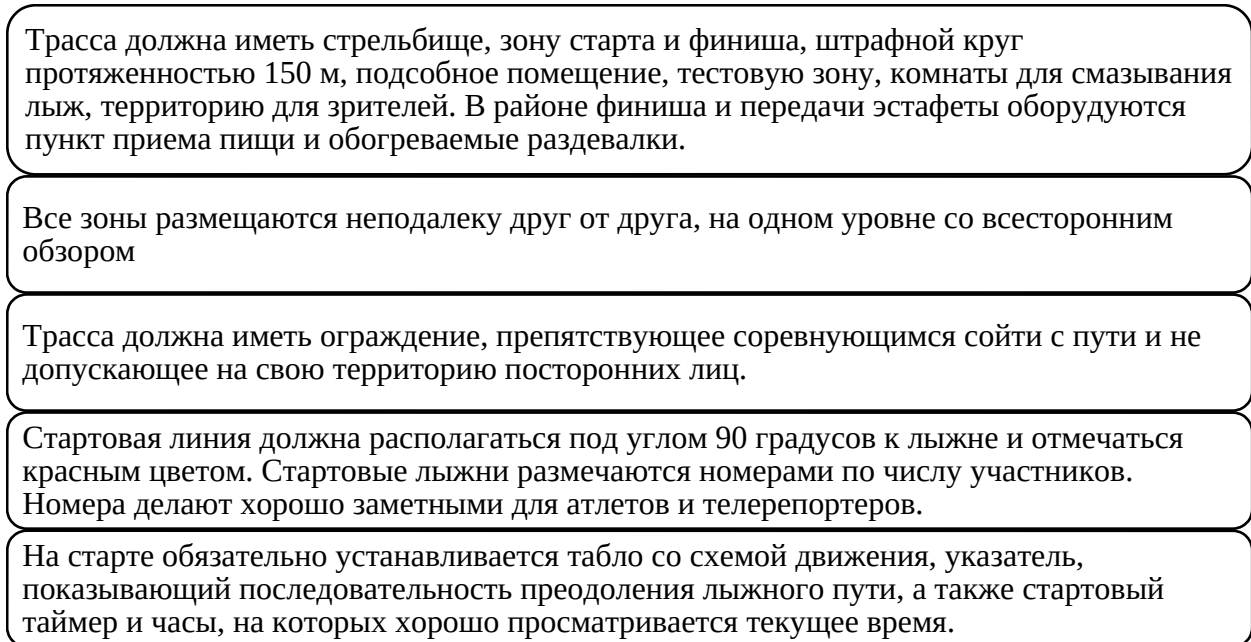 Трасса должна иметь стрельбище, зону старта и финиша, штрафной круг
протяженностью 150 м, подсобное помещение, тестовую зону, комнаты для смазывания
лыж, территорию для зрителей. В районе финиша и передачи эстафеты оборудуются
пункт приема пищи и обогреваемые раздевалки.
Все зоны размещаются неподалеку друг от друга, на одном уровне со всесторонним
обзором
Трасса должна иметь ограждение, препятствующее соревнующимся сойти с пути и не
допускающее на свою территорию посторонних лиц.
Стартовая линия должна располагаться под углом 90 градусов к лыжне и отмечаться
красным цветом. Стартовые лыжни размечаются номерами по числу участников.
Номера делают хорошо заметными для атлетов и телерепортеров.
На старте обязательно устанавливается табло со схемой движения, указатель,
показывающий последовательность преодоления лыжного пути, а также стартовый
таймер и часы, на которых хорошо просматривается текущее время.